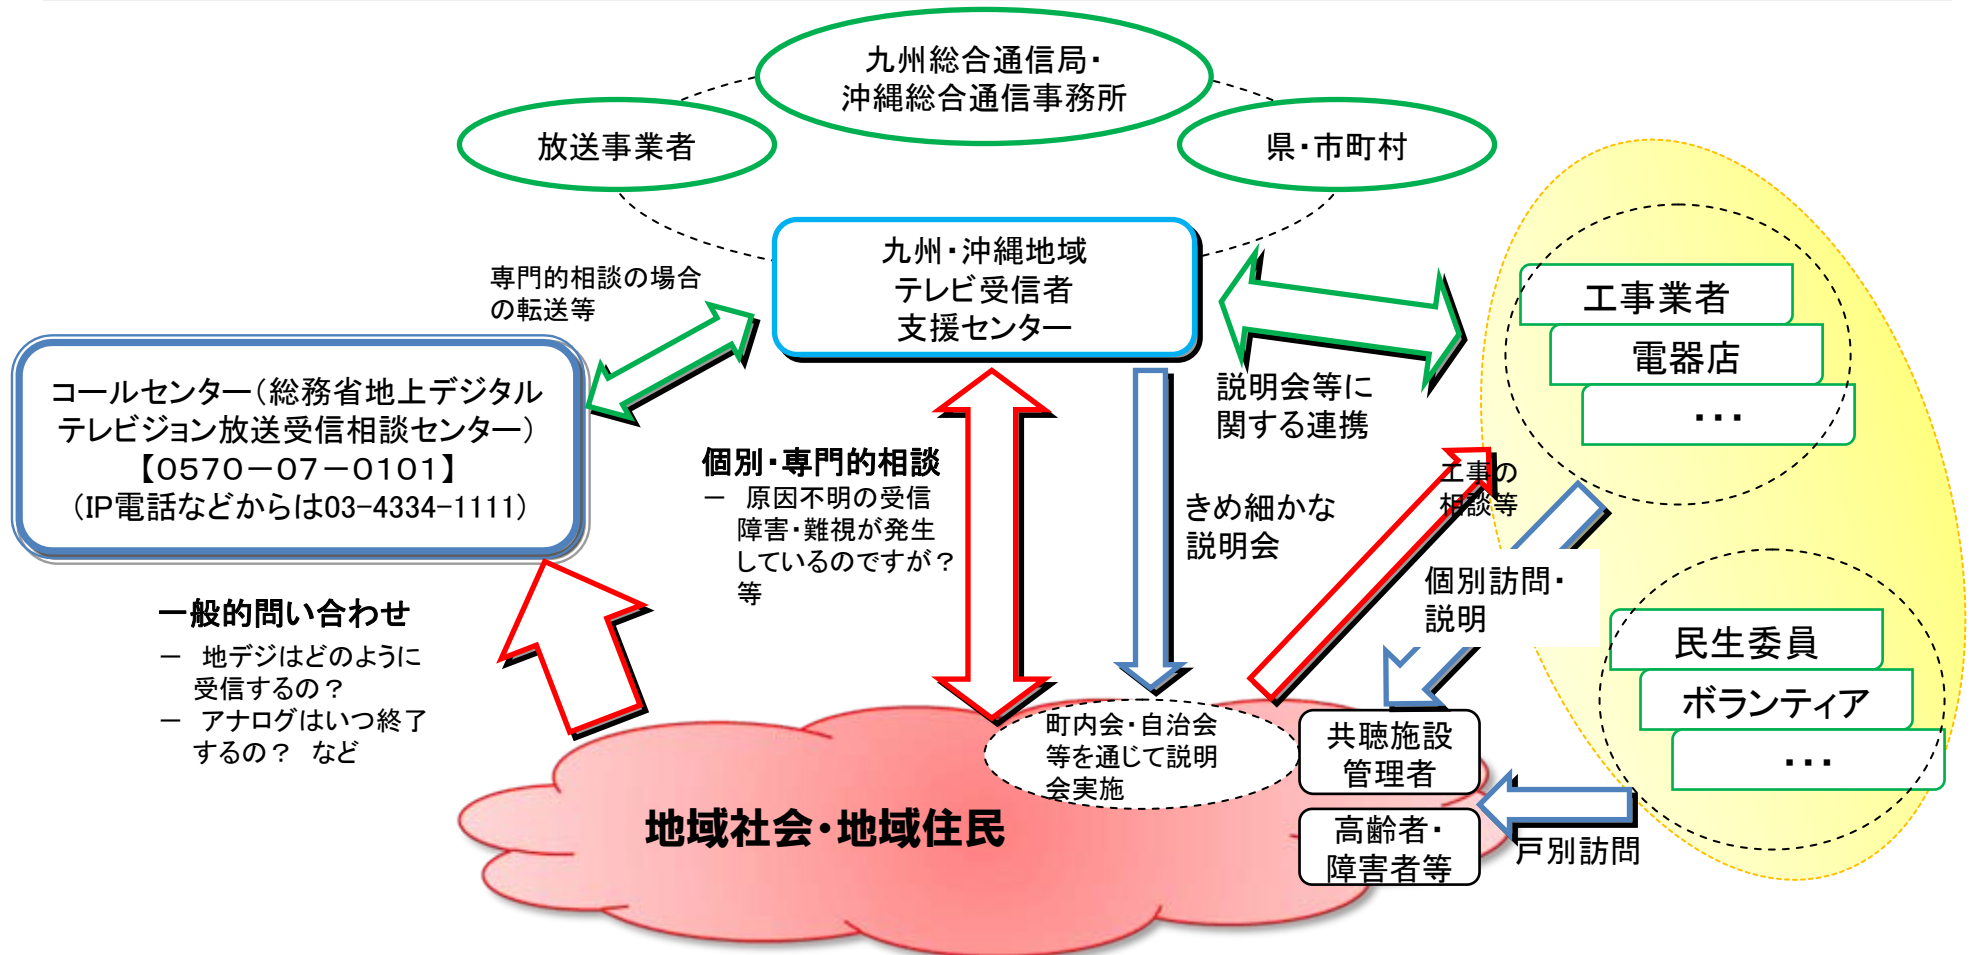 九州総合通信局・
沖縄総合通信事務所
放送事業者
県・市町村
九州・沖縄地域
テレビ受信者
支援センター
専門的相談の場合
の転送等
コールセンター（総務省地上デジタル
テレビジョン放送受信相談センター）
【０５７０－０７－０１０１】
（IP電話などからは03-4334-1111）
説明会等に
関する連携
工事業者
電器店
・・・
個別・専門的相談
－ 原因不明の受信
障害・難視が発生
しているのですが？
等
きめ細かな
説明会
工事の
相談等
個別訪問・
説明
一般的問い合わせ
－ 地デジはどのように
受信するの？
－ アナログはいつ終了
するの？ など
民生委員
ボランティア
・・・
町内会・自治会
等を通じて説明
会実施
共聴施設
管理者
地域社会・地域住民
高齢者・
障害者等
戸別訪問